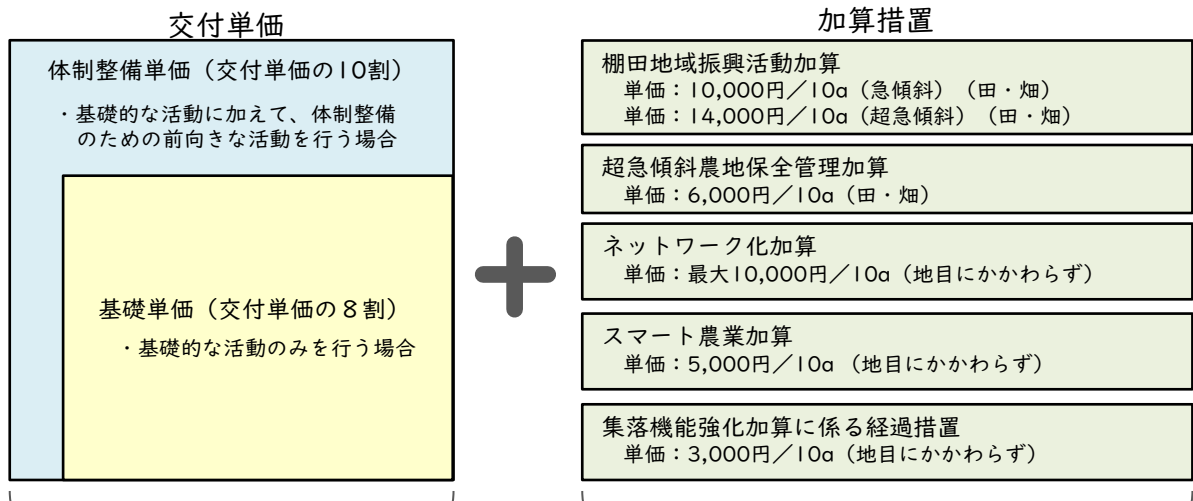 交付単価
体制整備単価（交付単価の10割）
・基礎的な活動に加えて、体制整備
のための前向きな活動を行う場合
基礎単価（交付単価の８割）
・基礎的な活動のみを行う場合
加算措置
棚田地域振興活動加算
単価：10,000円／10a（急傾斜）（田・畑）
単価：14,000円／10a（超急傾斜）（田・畑）
超急傾斜農地保全管理加算
単価：6,000円／10a（田・畑）
ネットワーク化加算
単価：最大10,000円／10a（地目にかかわらず）
スマート農業加算
単価：5,000円／10a（地目にかかわらず）
集落機能強化加算に係る経過措置
単価：3,000円／10a（地目にかかわらず）